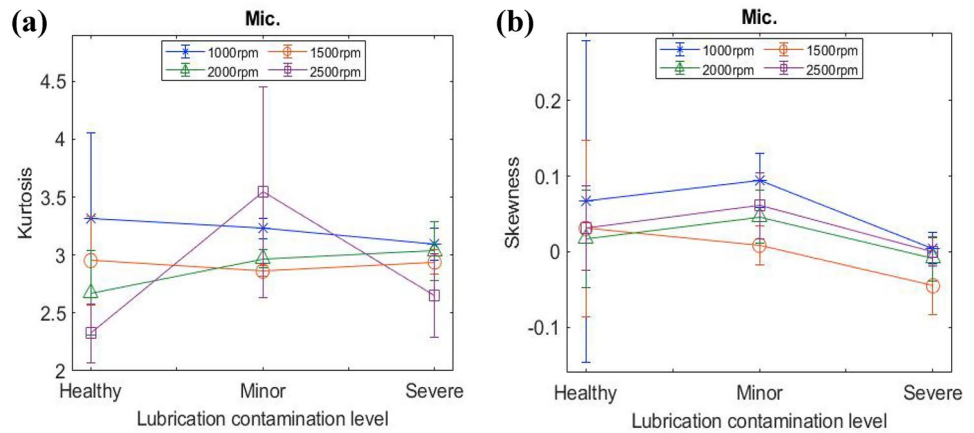 (a)
Mic.
1000rpm 1500rpm
2000rpm 2500rpm
4.5
4
3.5
3
2.5
2
Kurtosis
Healthy Minor Severe
Lubrication contamination level
(b)
Mic.
1000rpm 1500rpm
2000rpm 2500rpm
0.2
0.1
0
-0.1
Skewness
Healthy Minor Severe
Lubrication contamination level